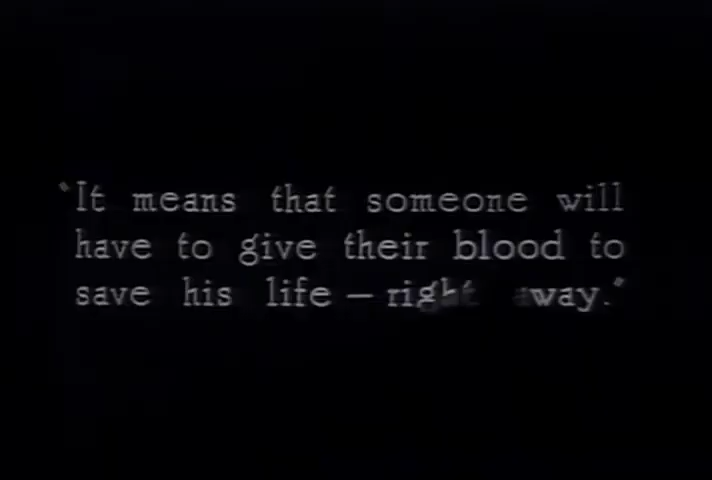 "It means that someone will
have to give their blood to
save his life — right away."